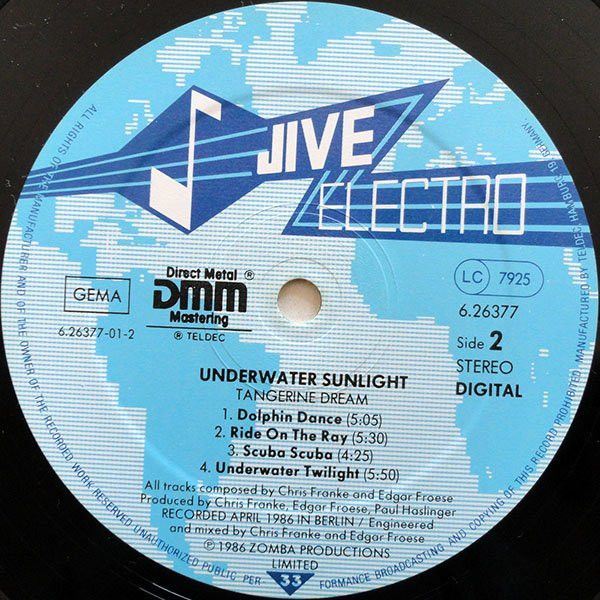 JIVE
ELECTRO
GEMA
6.26377-01-2
Direct Metal ®
DMM
Mastering
® TELDEC
LC 7925
6.26377
Side 2
STEREO
DIGITAL
UNDERWATER SUNLIGHT
TANGERINE DREAM
1. Dolphin Dance (5:05)
2. Ride On The Ray (5:30)
3. Scuba Scuba (4:25)
4. Underwater Twilight (5:50)
All tracks composed by Chris Franke and Edgar Froese
Produced by Chris Franke, Edgar Froese, Paul Haslinger
RECORDED APRIL 1986 IN BERLIN / Engineered
and mixed by Chris Franke and Edgar Froese
℗ 1986 ZOMBA PRODUCTIONS
LIMITED
ALL RIGHTS OF THE MANUFACTURER AND OF THE OWNER OF THE RECORDED WORK RESERVED UNAUTHORIZED PUBLIC PER 33 FORMANCE BROADCASTING AND COPYING OF THIS RECORD PROHIBITED. MANUFACTURED BY TELDEC, HAMBURG 19 GERMANY.